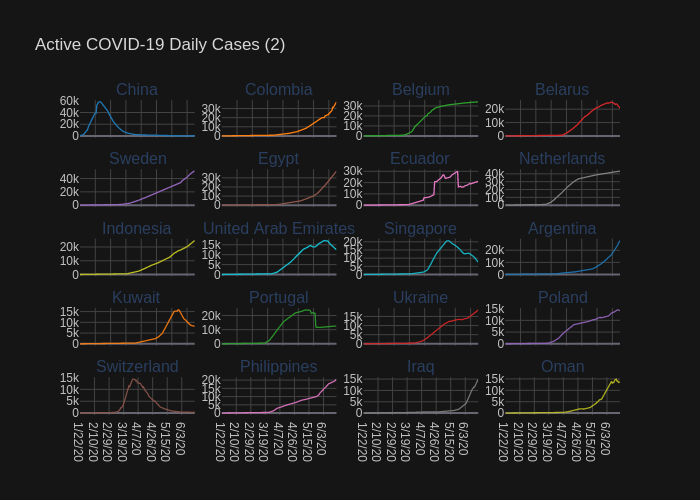 Active COVID-19 Daily Cases (2)
China Colombia Belgium Belarus
60k
40k
20k
0
30k
20k
10k
0
30k
20k
10k
0
20k
10k
0
Sweden Egypt Ecuador Netherlands
40k
20k
0
30k
20k
10k
0
30k
20k
10k
0
40k
30k
20k
10k
0
Indonesia United Arab Emirates Singapore Argentina
20k
10k
0
15k
10k
5k
0
20k
15k
10k
5k
0
20k
10k
0
Kuwait Portugal Ukraine Poland
15k
10k
5k
0
20k
10k
0
15k
10k
5k
0
15k
10k
5k
0
Switzerland Philippines Iraq Oman
15k
10k
5k
0
20k
15k
10k
5k
0
15k
10k
5k
0
15k
10k
5k
0
1/22/20 2/10/20 2/29/20 3/19/20 4/7/20 4/26/20 5/15/20 6/3/20
1/22/20 2/10/20 2/29/20 3/19/20 4/7/20 4/26/20 5/15/20 6/3/20
1/22/20 2/10/20 2/29/20 3/19/20 4/7/20 4/26/20 5/15/20 6/3/20
1/22/20 2/10/20 2/29/20 3/19/20 4/7/20 4/26/20 5/15/20 6/3/20